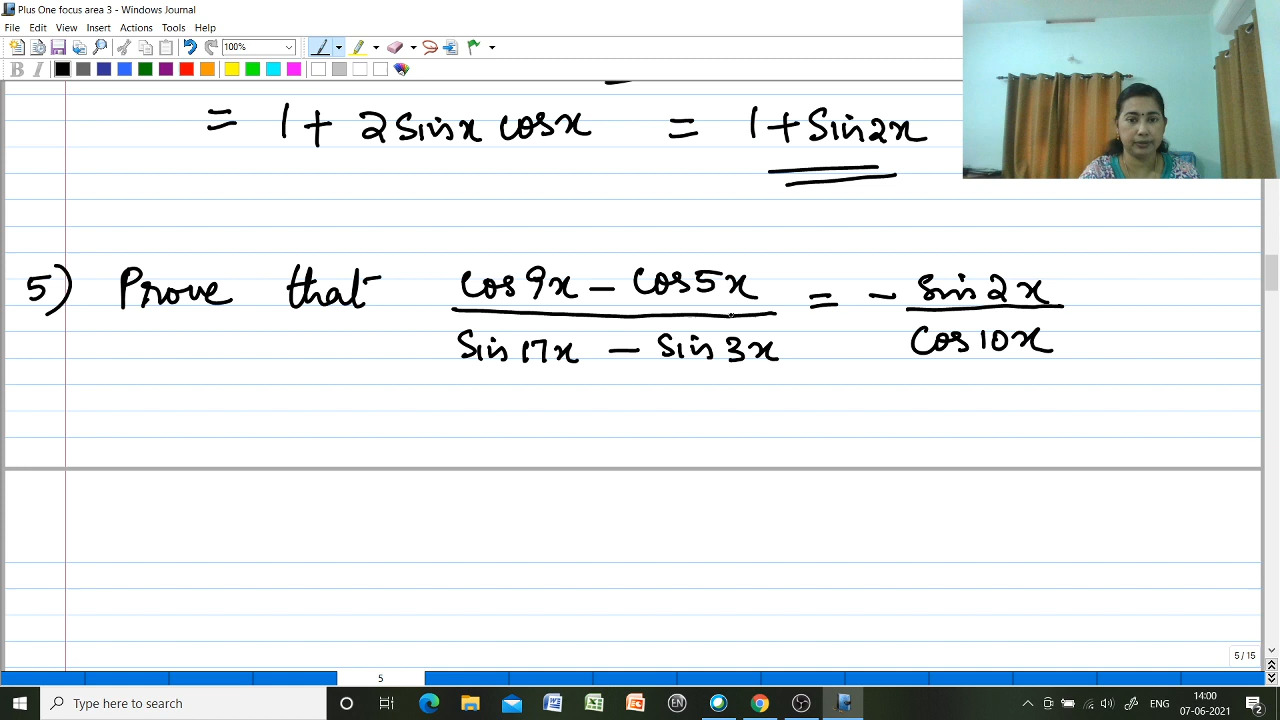 Plus One focus area 3 - Windows Journal
File Edit View Insert Actions Tools Help
100%
B I
= 1 + 2 Sinx cosx = 1 + Sin2x
5) Prove that cos9x - cos5x / Sin17x - Sin3x = - Sin2x / Cos10x
5 / 15
5
Type here to search
EN
ENG
14:00
07-06-2021
2